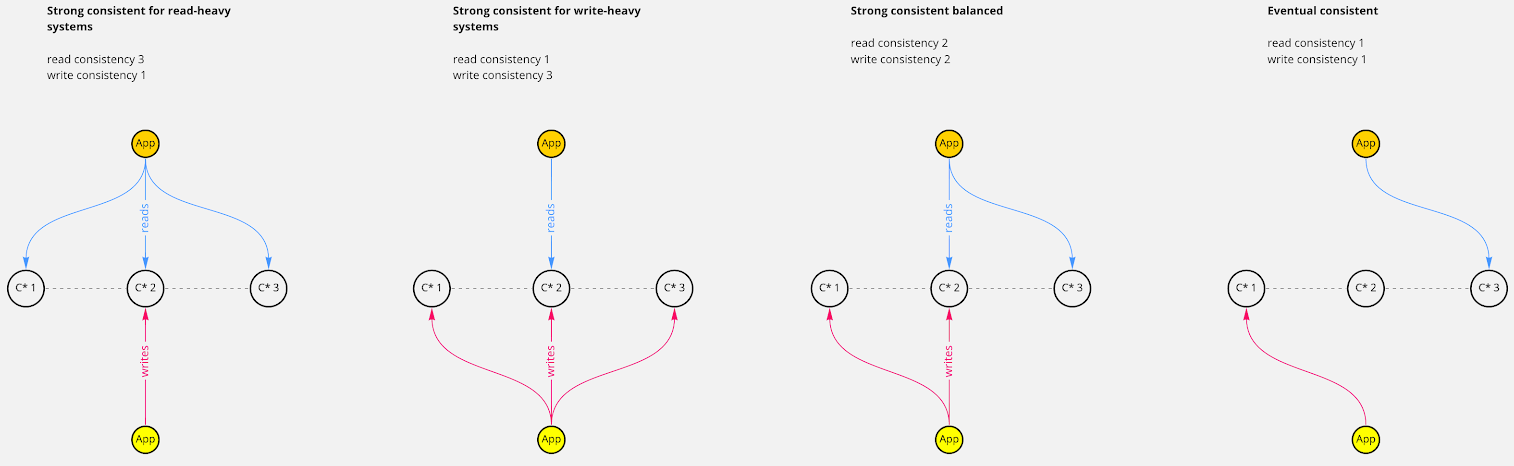 Strong consistent for read-heavy
systems
read consistency 3
write consistency 1
App
reads
C* 1
C* 2
C* 3
writes
App
Strong consistent for write-heavy
systems
read consistency 1
write consistency 3
App
reads
C* 1
C* 2
C* 3
writes
App
Strong consistent balanced
read consistency 2
write consistency 2
App
reads
C* 1
C* 2
C* 3
writes
App
Eventual consistent
read consistency 1
write consistency 1
App
C* 1
C* 2
C* 3
App